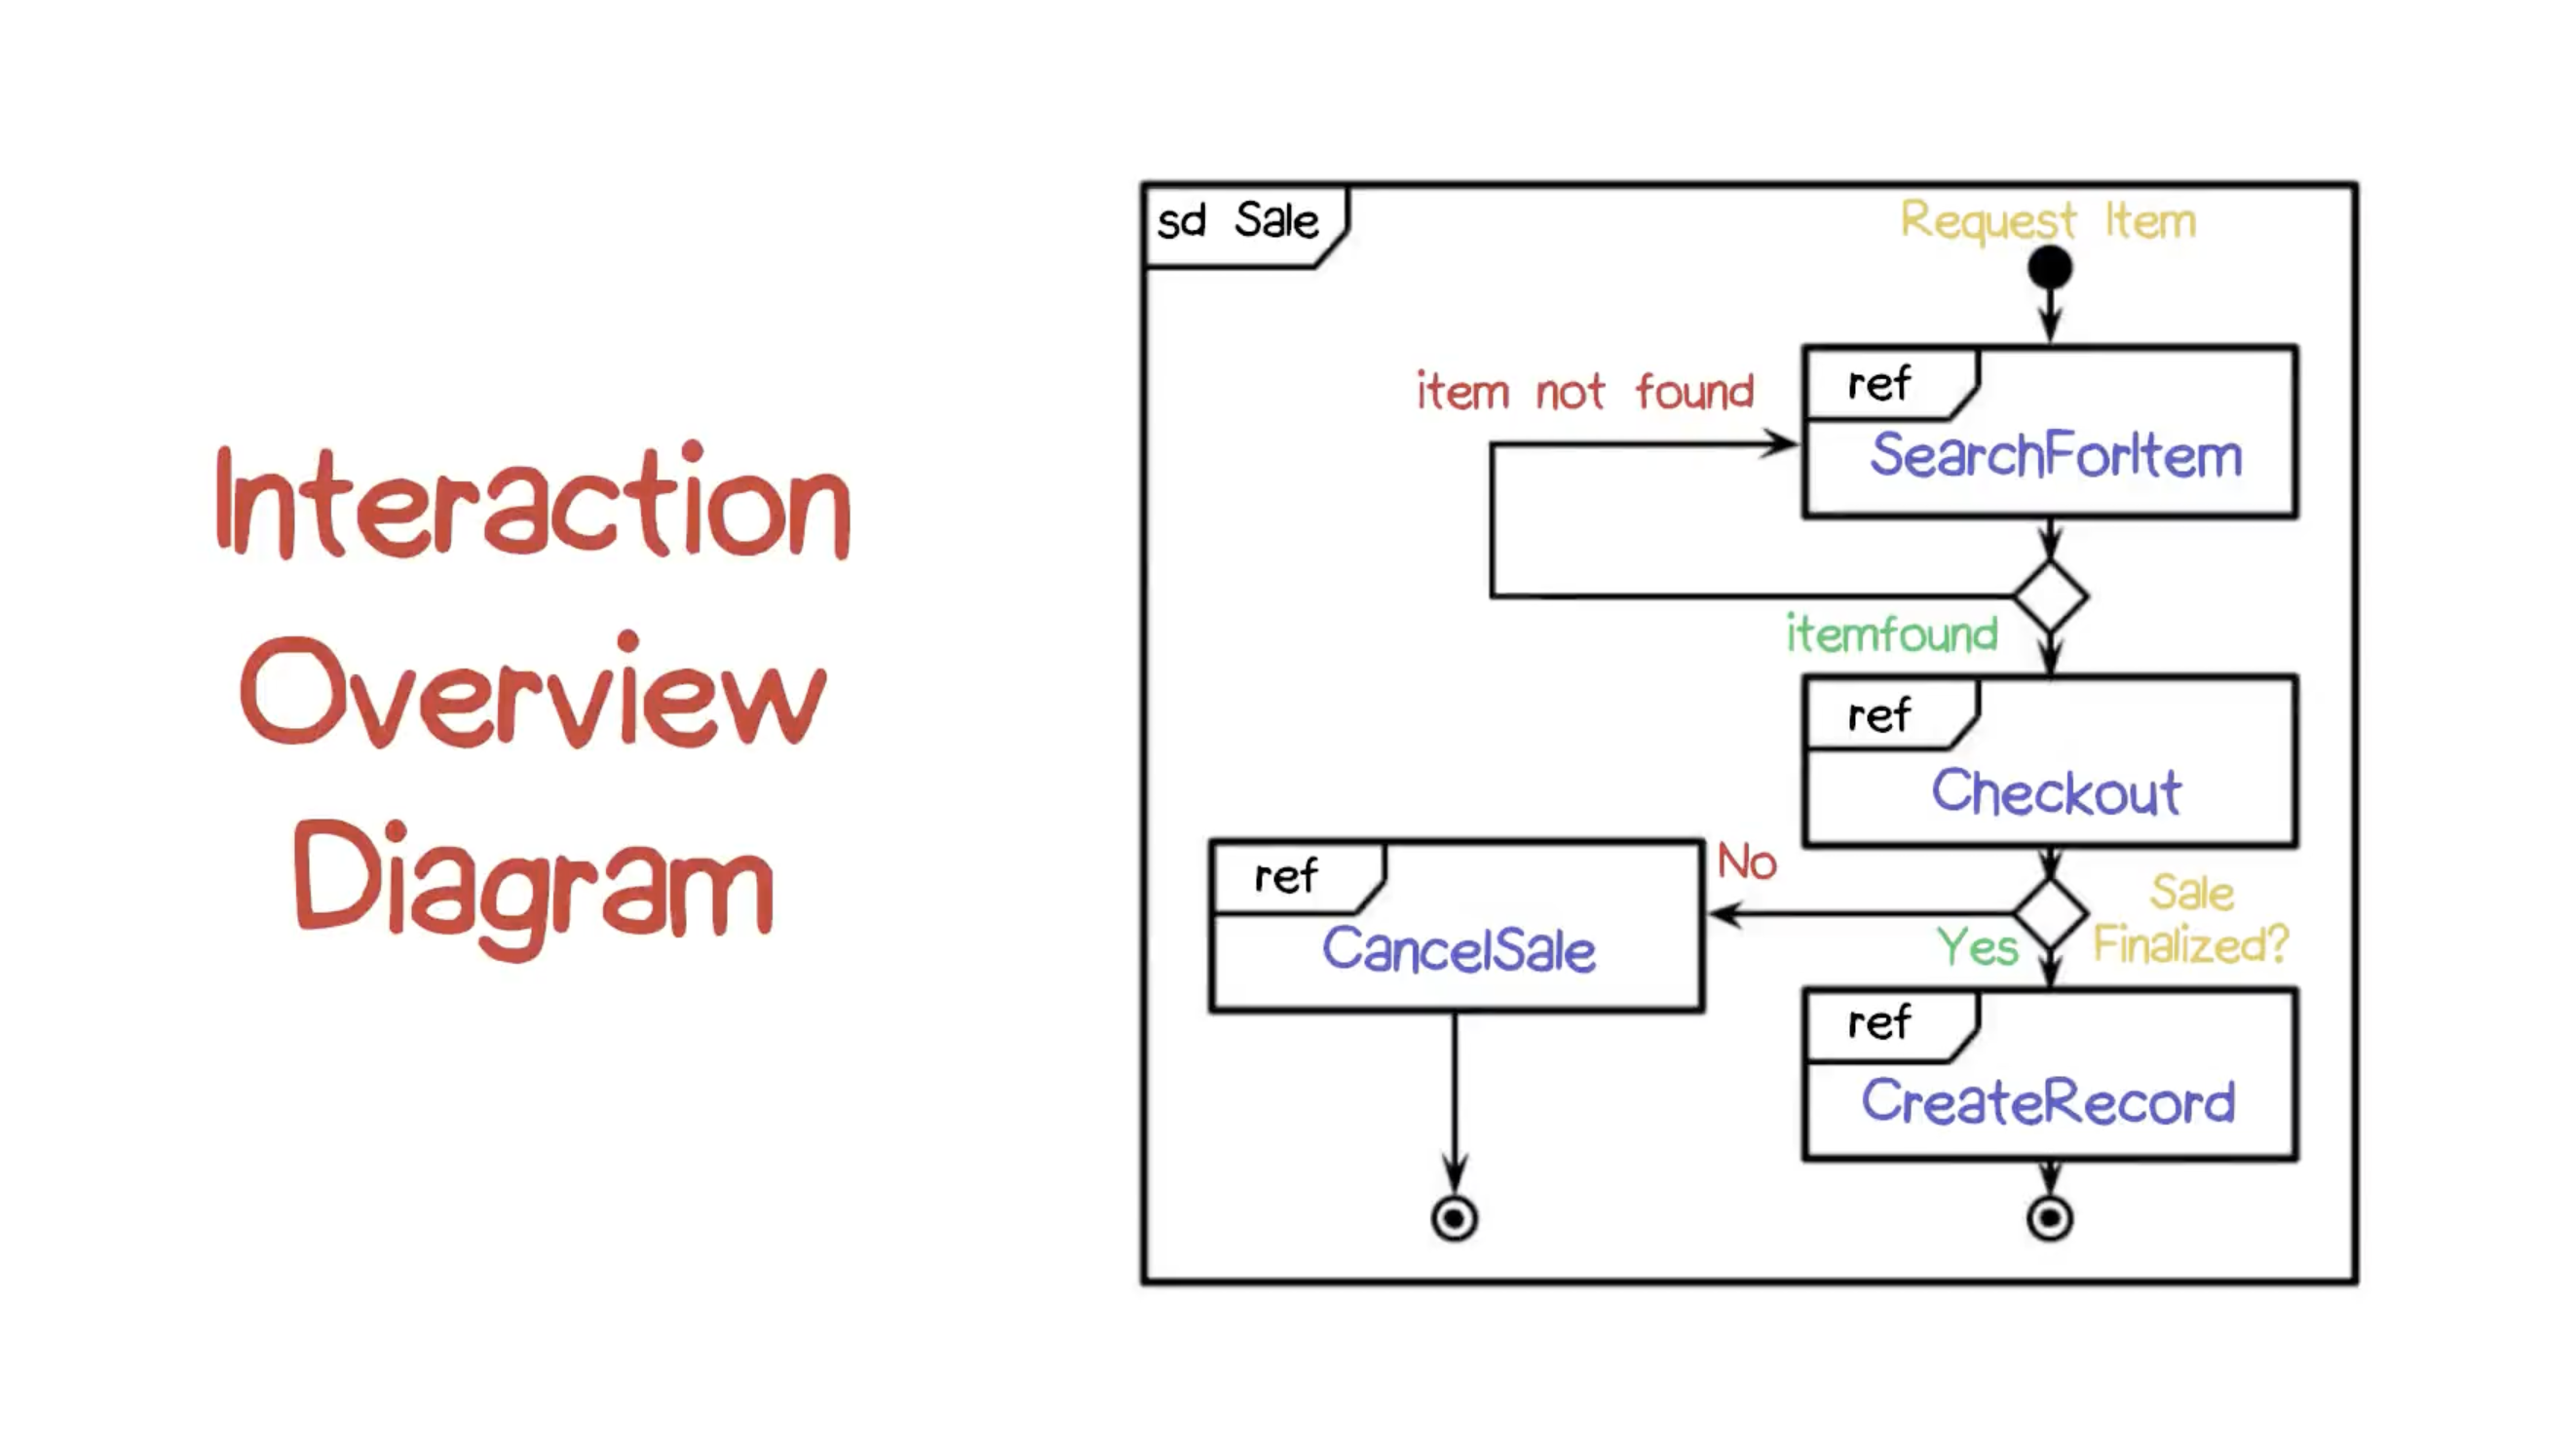 Interaction
Overview
Diagram
sd Sale
Request Item
ref
SearchForItem
item not found
itemfound
ref
Checkout
Sale
Finalized?
No
Yes
ref
CancelSale
ref
CreateRecord